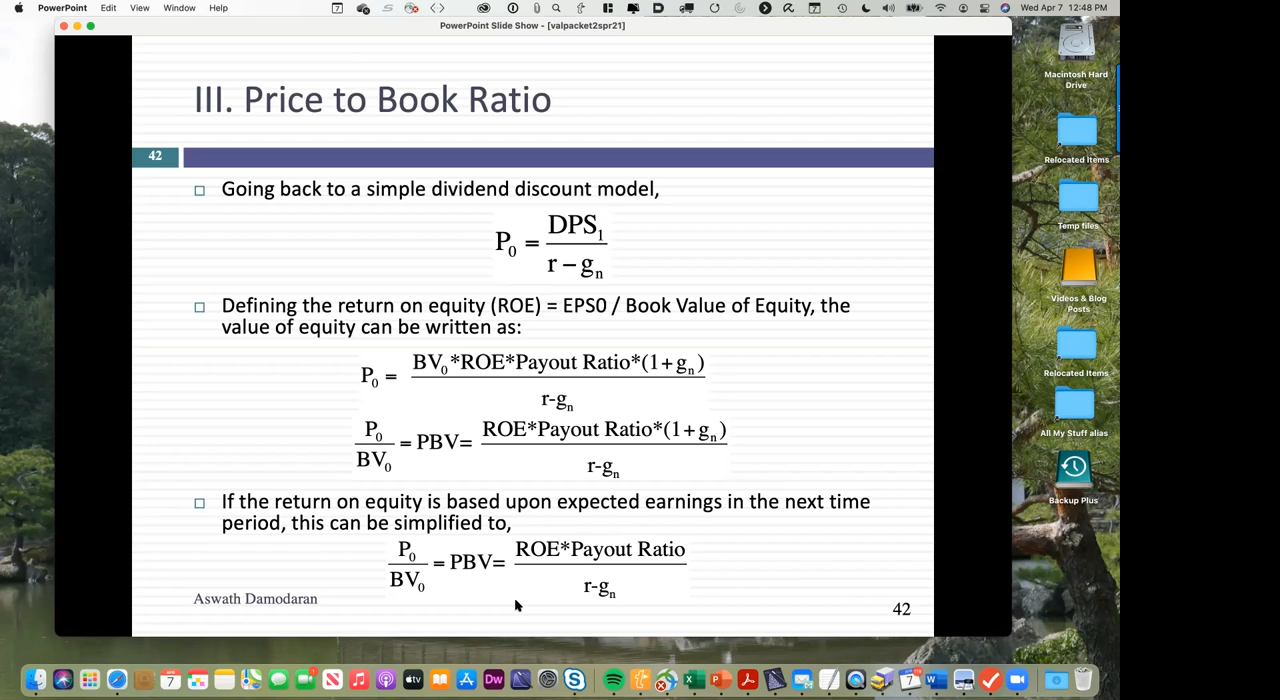 PowerPoint File Edit View Window Help
7
Wed Apr 7 12:48 PM
PowerPoint Slide Show - [valpacket2spr21]
III. Price to Book Ratio
42
Going back to a simple dividend discount model,
P₀ = DPS₁ / r − gₙ
Defining the return on equity (ROE) = EPS0 / Book Value of Equity, the
value of equity can be written as:
P₀ = BV₀*ROE*Payout Ratio*(1+gₙ) / r-gₙ
P₀ / BV₀ = PBV= ROE*Payout Ratio*(1+gₙ) / r-gₙ
If the return on equity is based upon expected earnings in the next time
period, this can be simplified to,
P₀ / BV₀ = PBV= ROE*Payout Ratio / r-gₙ
Aswath Damodaran
42
Macintosh Hard
Drive
Relocated Items
Temp files
Videos & Blog
Posts
Relocated Items
All My Stuff alias
Backup Plus
7
tv
Dw
7
W